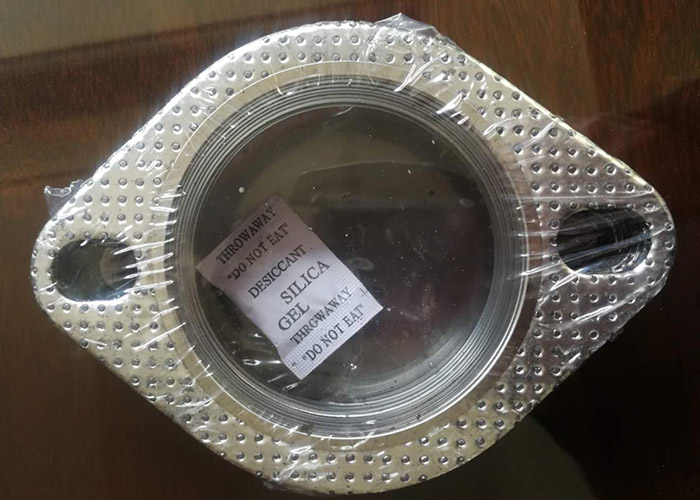 THROWAWAY
"DO NOT EAT"
DESICCANT
SILICA
GEL
THROWAWAY
"DO NOT EAT"